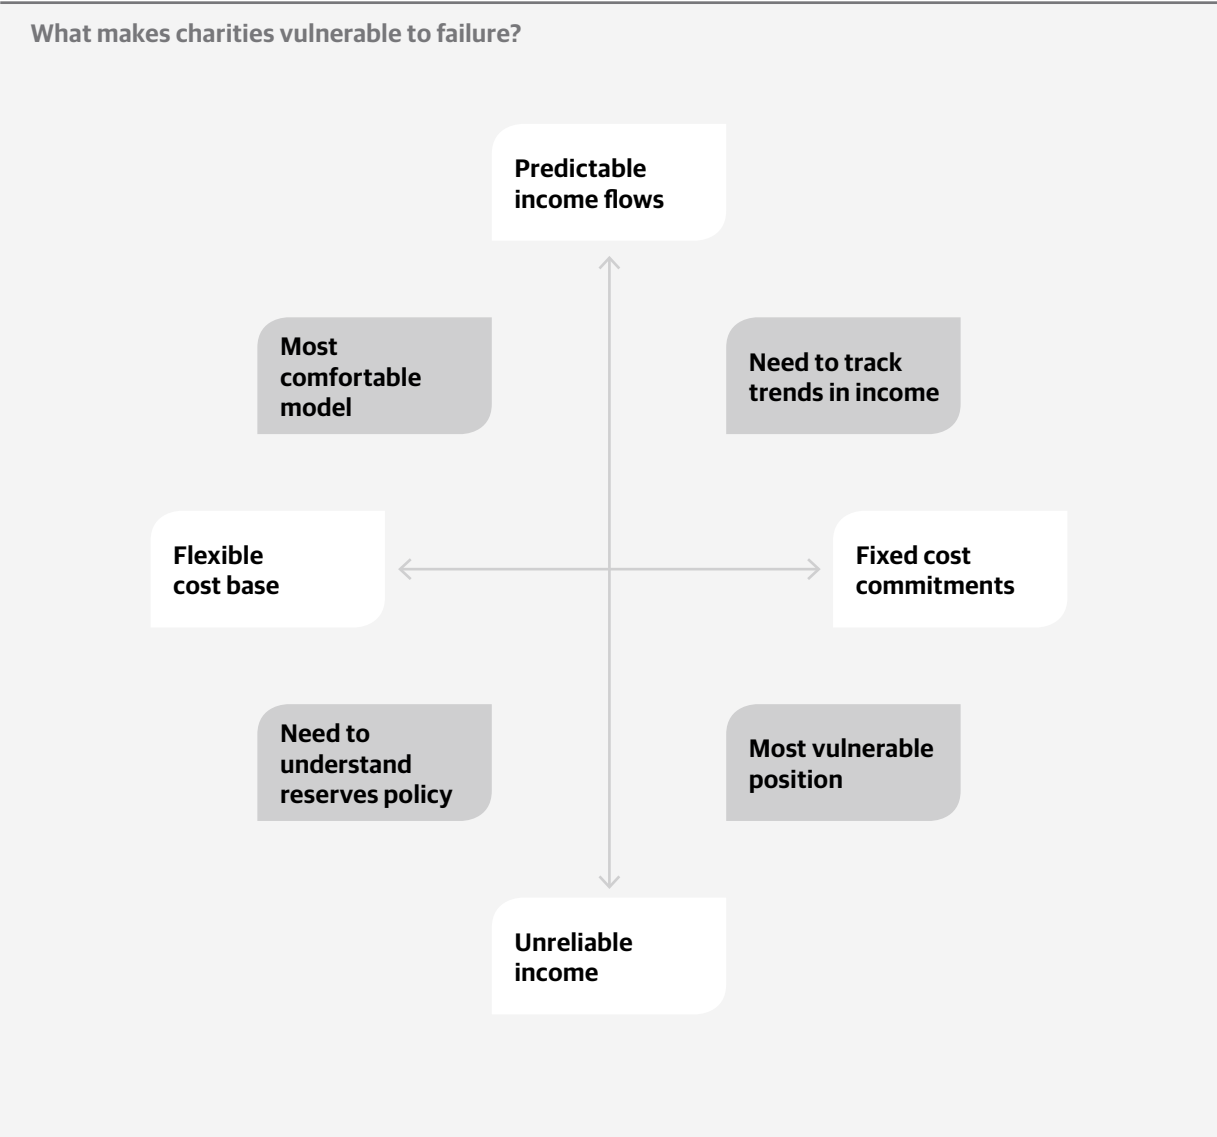 What makes charities vulnerable to failure?
Predictable
income flows
Most
comfortable
model
Need to track
trends in income
Flexible
cost base
Fixed cost
commitments
Need to
understand
reserves policy
Most vulnerable
position
Unreliable
income